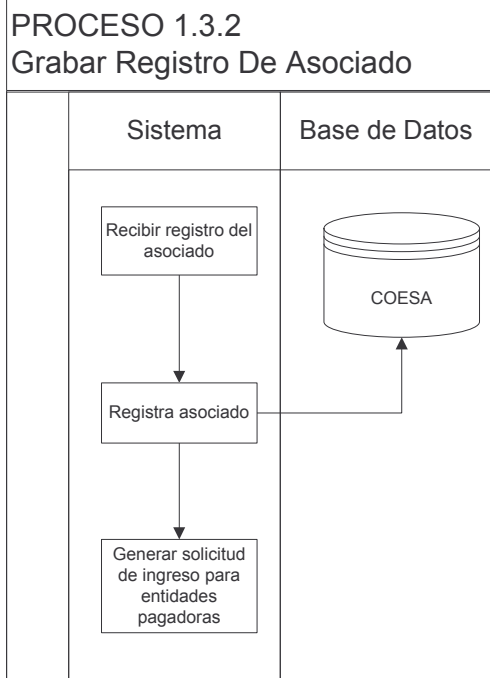 PROCESO 1.3.2
Grabar Registro De Asociado
Sistema
Base de Datos
Recibir registro del
asociado
COESA
Registra asociado
Generar solicitud
de ingreso para
entidades
pagadoras